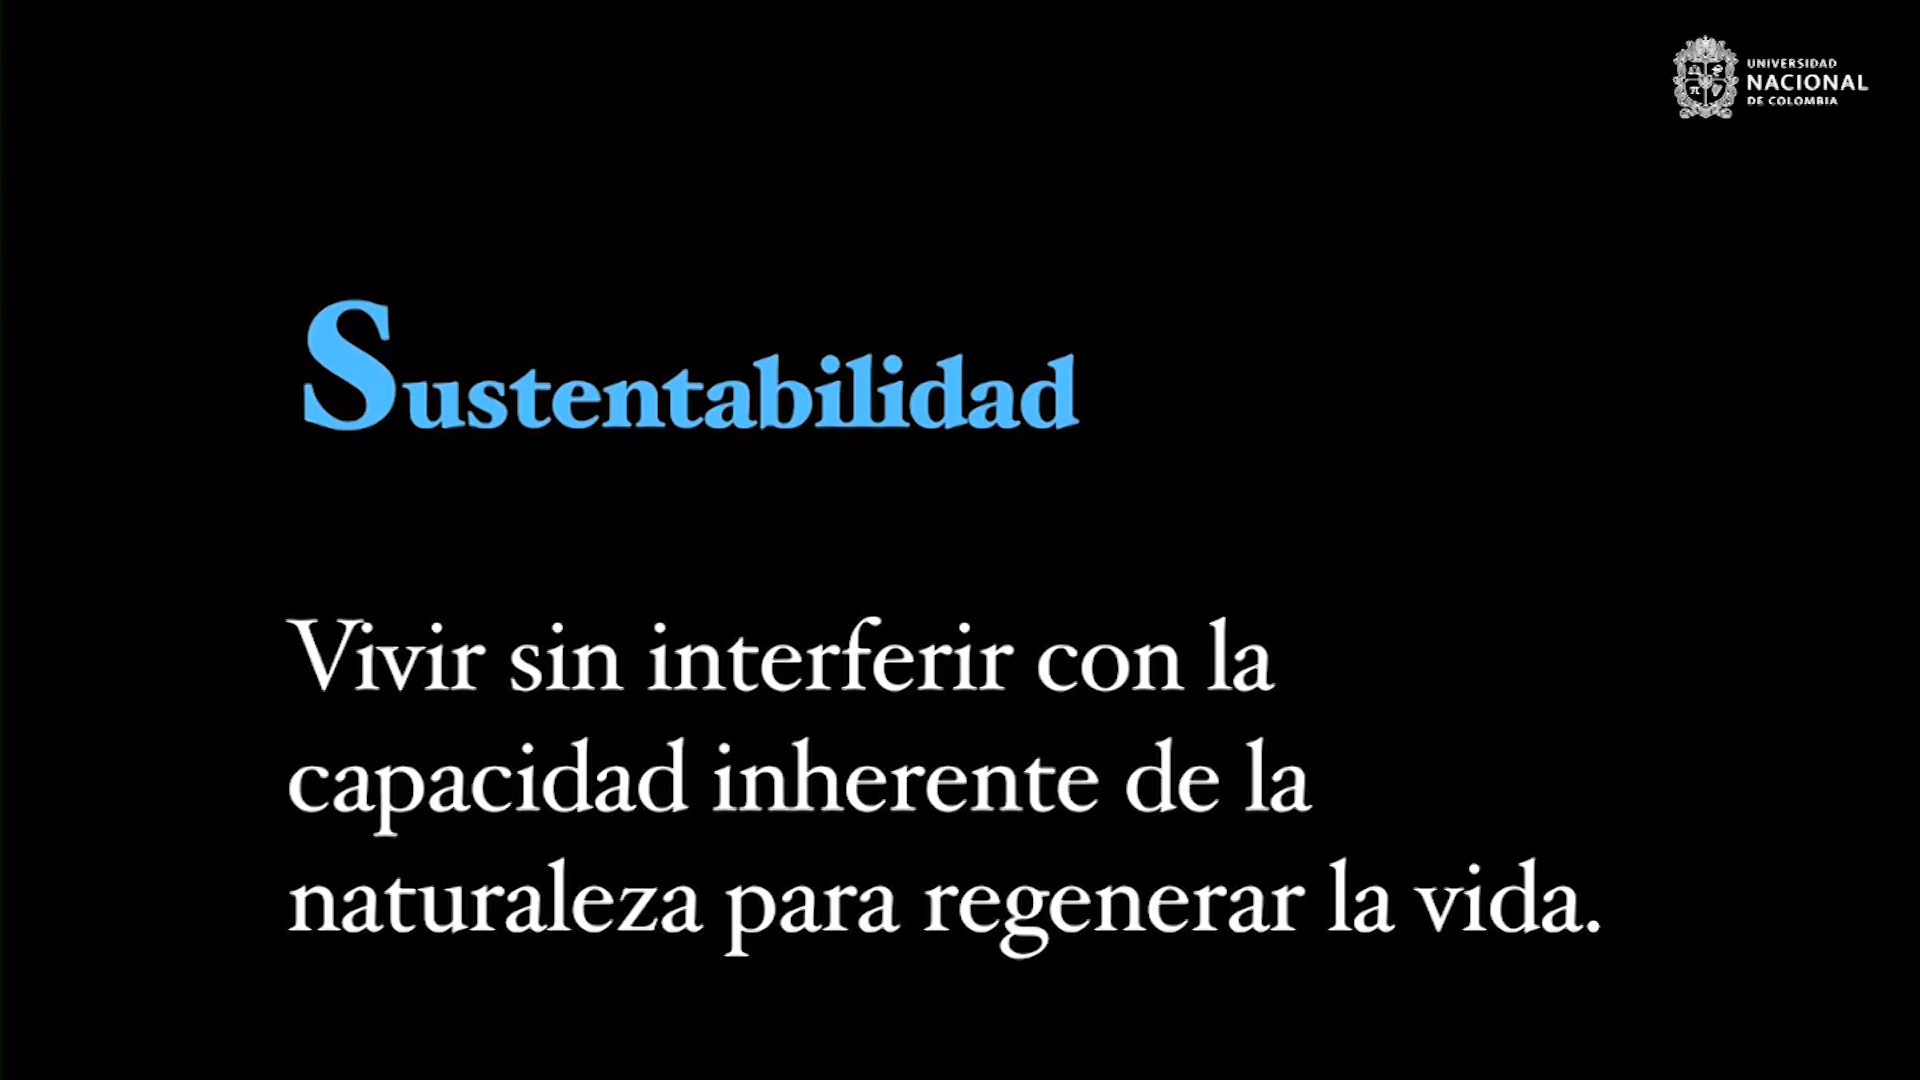 UNIVERSIDAD
NACIONAL
DE COLOMBIA
Sustentabilidad
Vivir sin interferir con la
capacidad inherente de la
naturaleza para regenerar la vida.